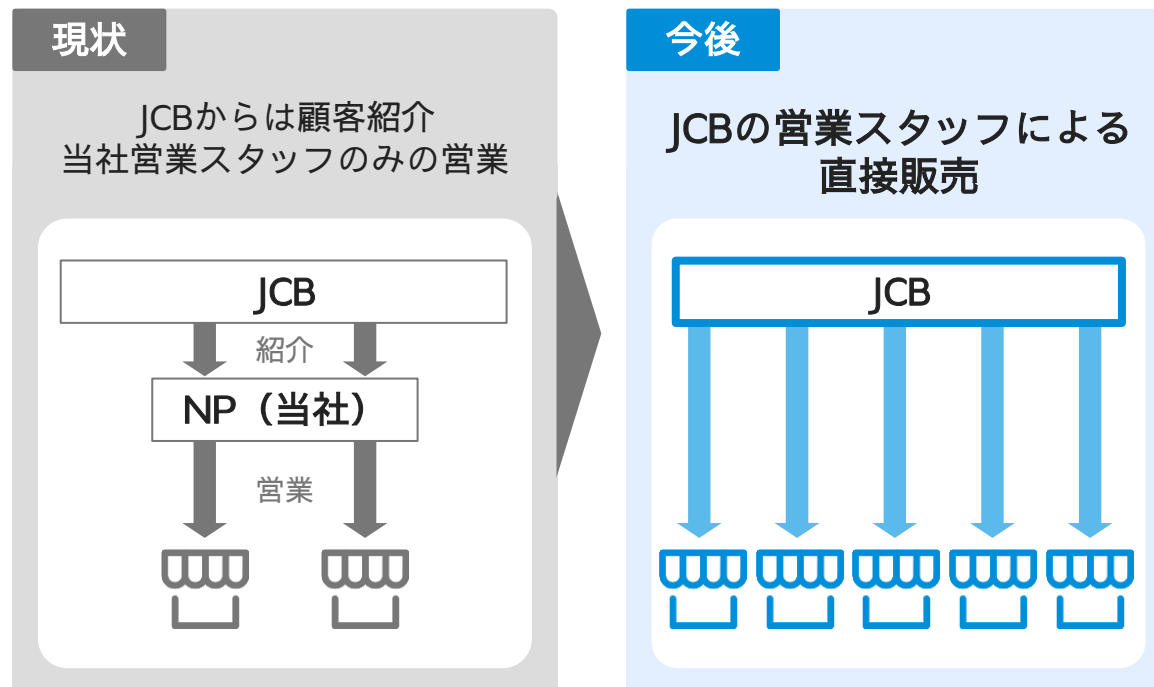 現状
JCBからは顧客紹介
当社営業スタッフのみの営業
JCB
紹介
NP（当社）
営業
今後
JCBの営業スタッフによる
直接販売
JCB